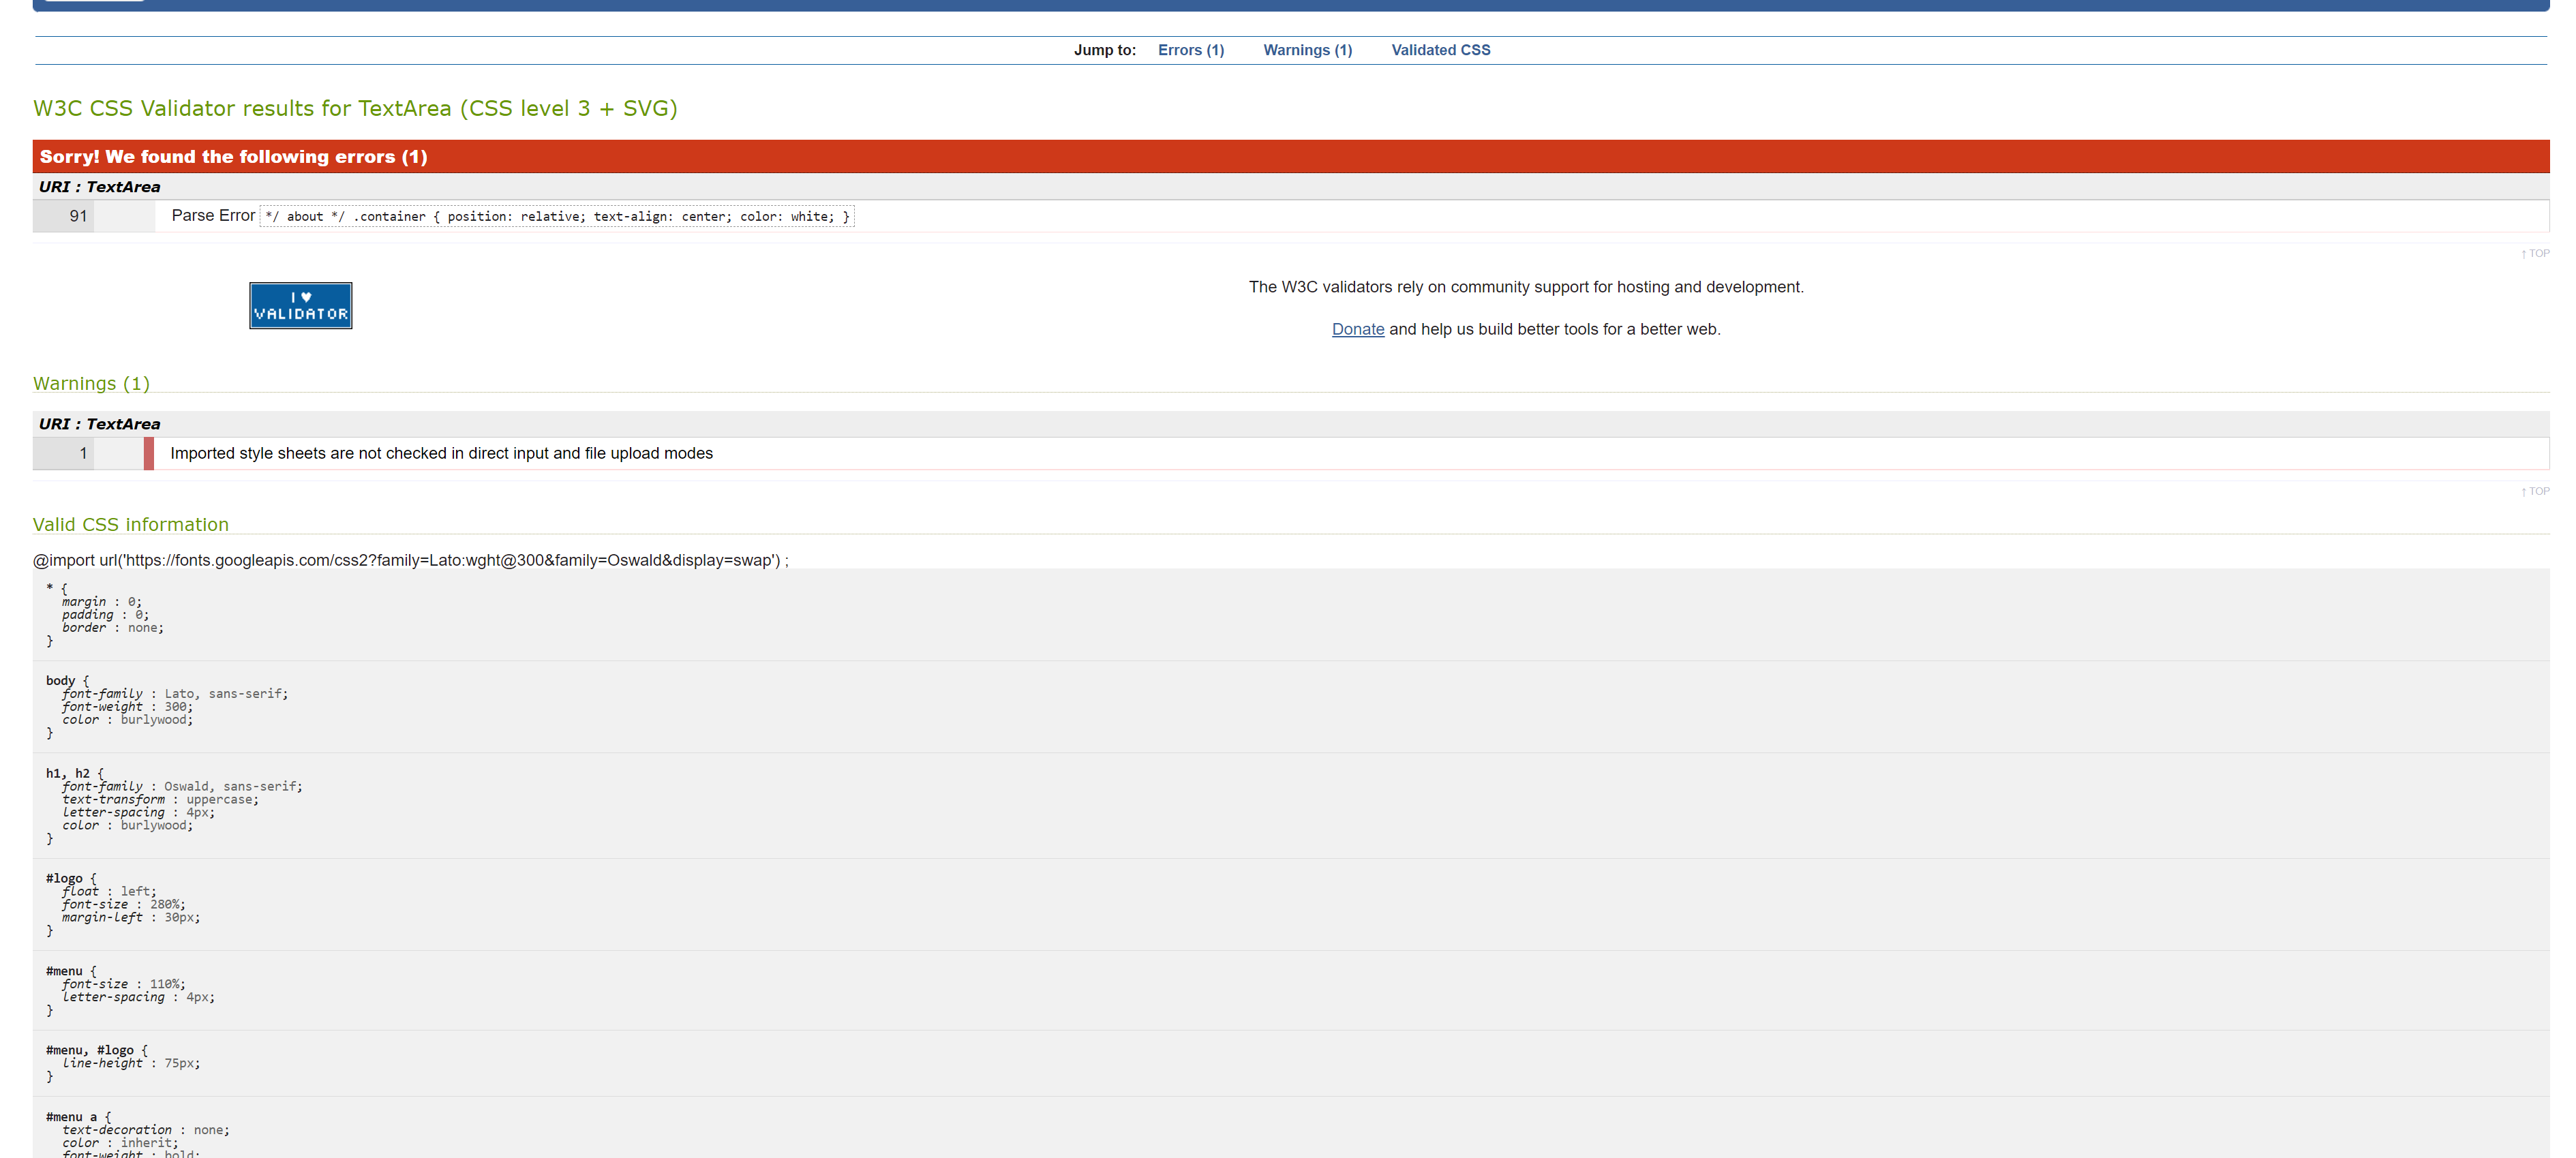 Jump to: Errors (1) Warnings (1) Validated CSS
W3C CSS Validator results for TextArea (CSS level 3 + SVG)
Sorry! We found the following errors (1)
URI : TextArea
91 Parse Error */ about */ .container { position: relative; text-align: center; color: white; }
↑ TOP
I ♥
VALIDATOR
The W3C validators rely on community support for hosting and development.
Donate and help us build better tools for a better web.
Warnings (1)
URI : TextArea
1 Imported style sheets are not checked in direct input and file upload modes
↑ TOP
Valid CSS information
@import url('https://fonts.googleapis.com/css2?family=Lato:wght@300&family=Oswald&display=swap') ;
* {
margin : 0;
padding : 0;
border : none;
}
body {
font-family : Lato, sans-serif;
font-weight : 300;
color : burlywood;
}
h1, h2 {
font-family : Oswald, sans-serif;
text-transform : uppercase;
letter-spacing : 4px;
color : burlywood;
}
#logo {
float : left;
font-size : 280%;
margin-left : 30px;
}
#menu {
font-size : 110%;
letter-spacing : 4px;
}
#menu, #logo {
line-height : 75px;
}
#menu a {
text-decoration : none;
color : inherit;
font-weight : bold;